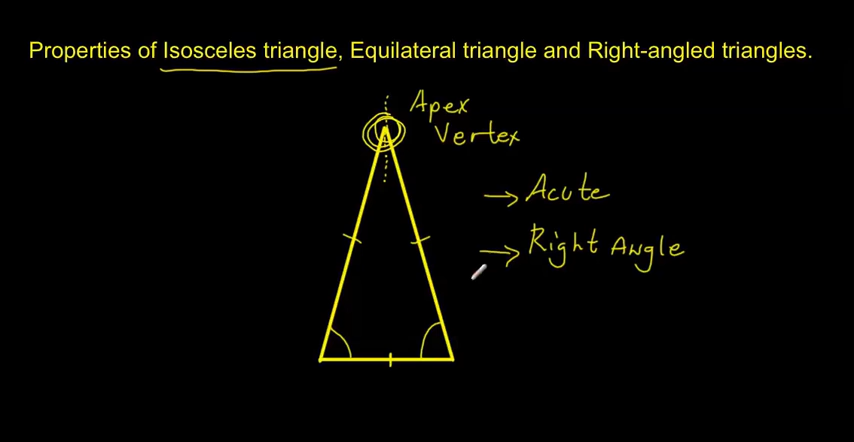 Properties of Isosceles triangle, Equilateral triangle and Right-angled triangles.
Apex
Vertex
→ Acute
→ Right Angle